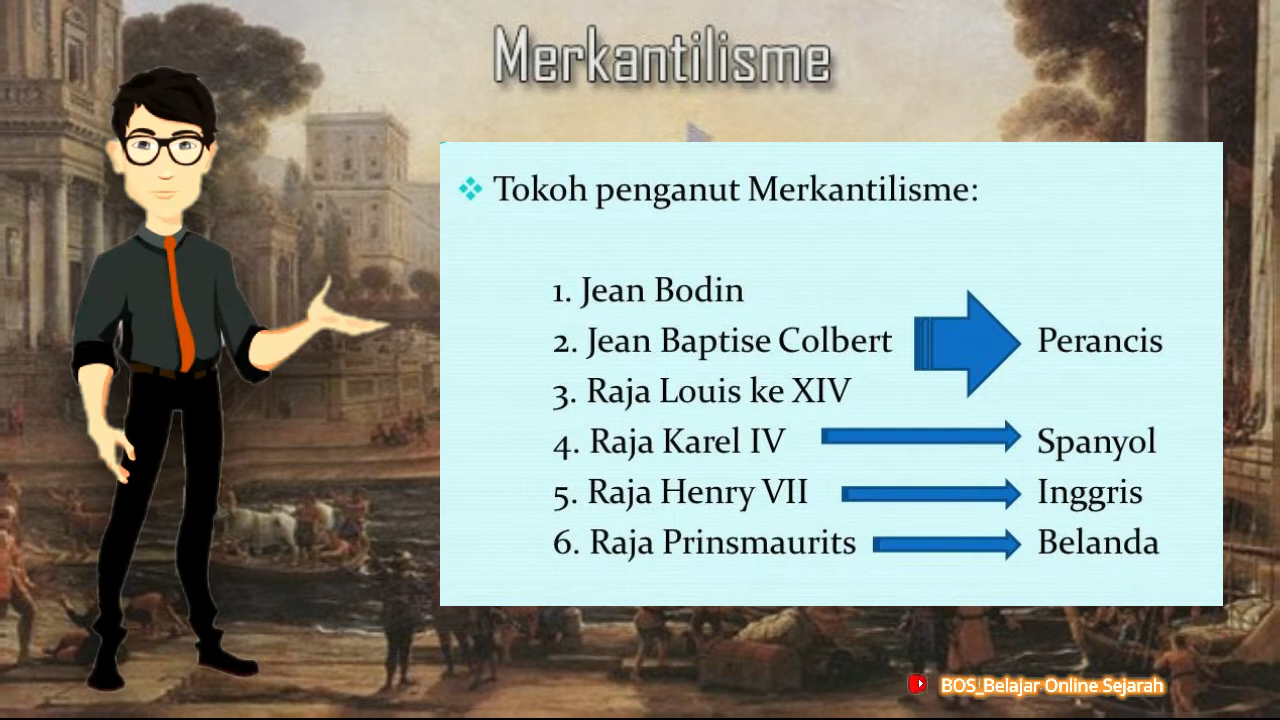 Merkantilisme
Tokoh penganut Merkantilisme:
1. Jean Bodin
2. Jean Baptise Colbert Perancis
3. Raja Louis ke XIV
4. Raja Karel IV Spanyol
5. Raja Henry VII Inggris
6. Raja Prinsmaurits Belanda
BOS_Belajar Online Sejarah